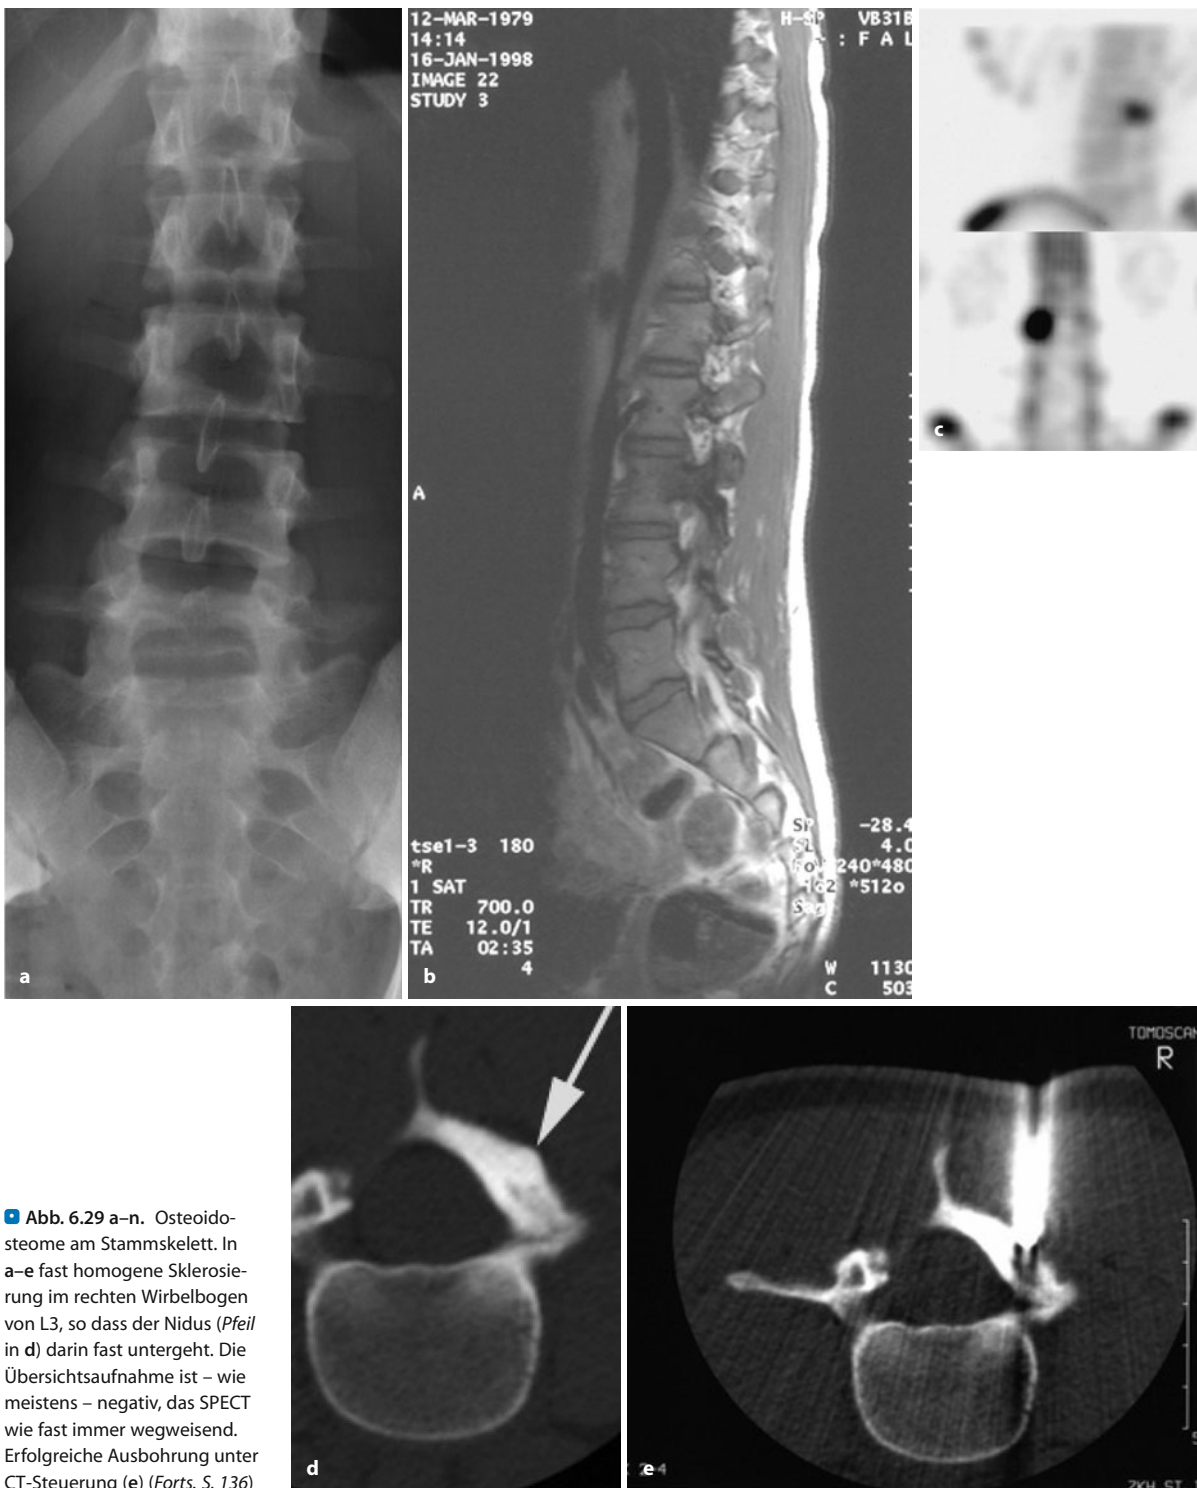 12-MAR-1979
14:14
16-JAN-1998
IMAGE 22
STUDY 3
H-SP VB31B
: F A L
A
tse1-3 180
*R
1 SAT
TR 700.0
TE 12.0/1
TA 02:35
4
SP -28.4
SL 4.0
240*480
*512o
Sag
W 1130
C 503
a
b
c
TOMOSCAN
R
d
e
Abb. 6.29 a–n. Osteoido-
steome am Stammskelett. In
a–e fast homogene Sklerosie-
rung im rechten Wirbelbogen
von L3, so dass der Nidus (Pfeil
in d) darin fast untergeht. Die
Übersichtsaufnahme ist – wie
meistens – negativ, das SPECT
wie fast immer wegweisend.
Erfolgreiche Ausbohrung unter
CT-Steuerung (e) (Forts. S. 136)